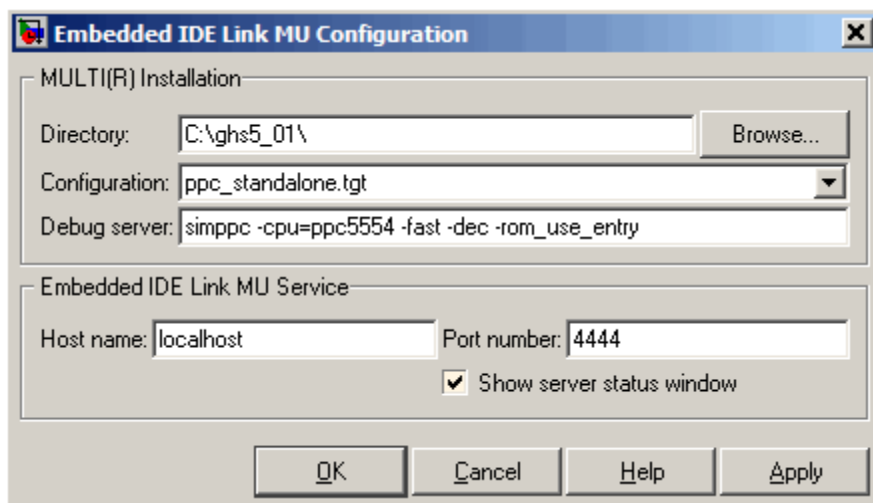 Embedded IDE Link MU Configuration
MULTI(R) Installation
Directory: C:\ghs5_01\ Browse...
Configuration: ppc_standalone.tgt
Debug server: simppc -cpu=ppc5554 -fast -dec -rom_use_entry
Embedded IDE Link MU Service
Host name: localhost Port number: 4444
Show server status window
OK Cancel Help Apply